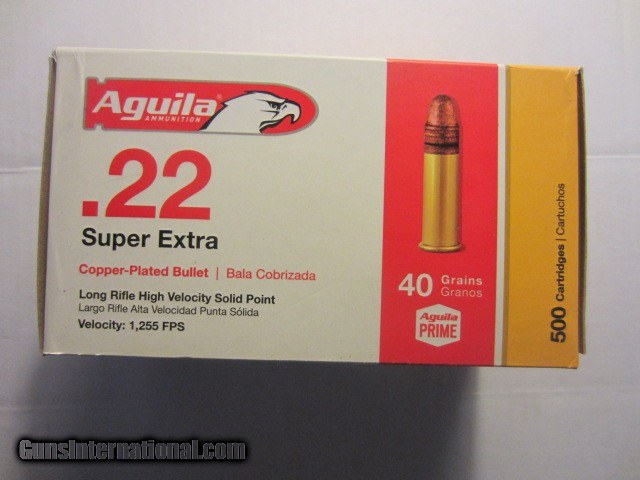 Aguila
AMMUNITION
.22
Super Extra
Copper-Plated Bullet | Bala Cobrizada
Long Rifle High Velocity Solid Point
Largo Rifle Alta Velocidad Punta Sólida
Velocity: 1,255 FPS
40 Grains
Granos
Aguila
PRIME
500 Cartridges | Cartuchos
GunsInternational.com